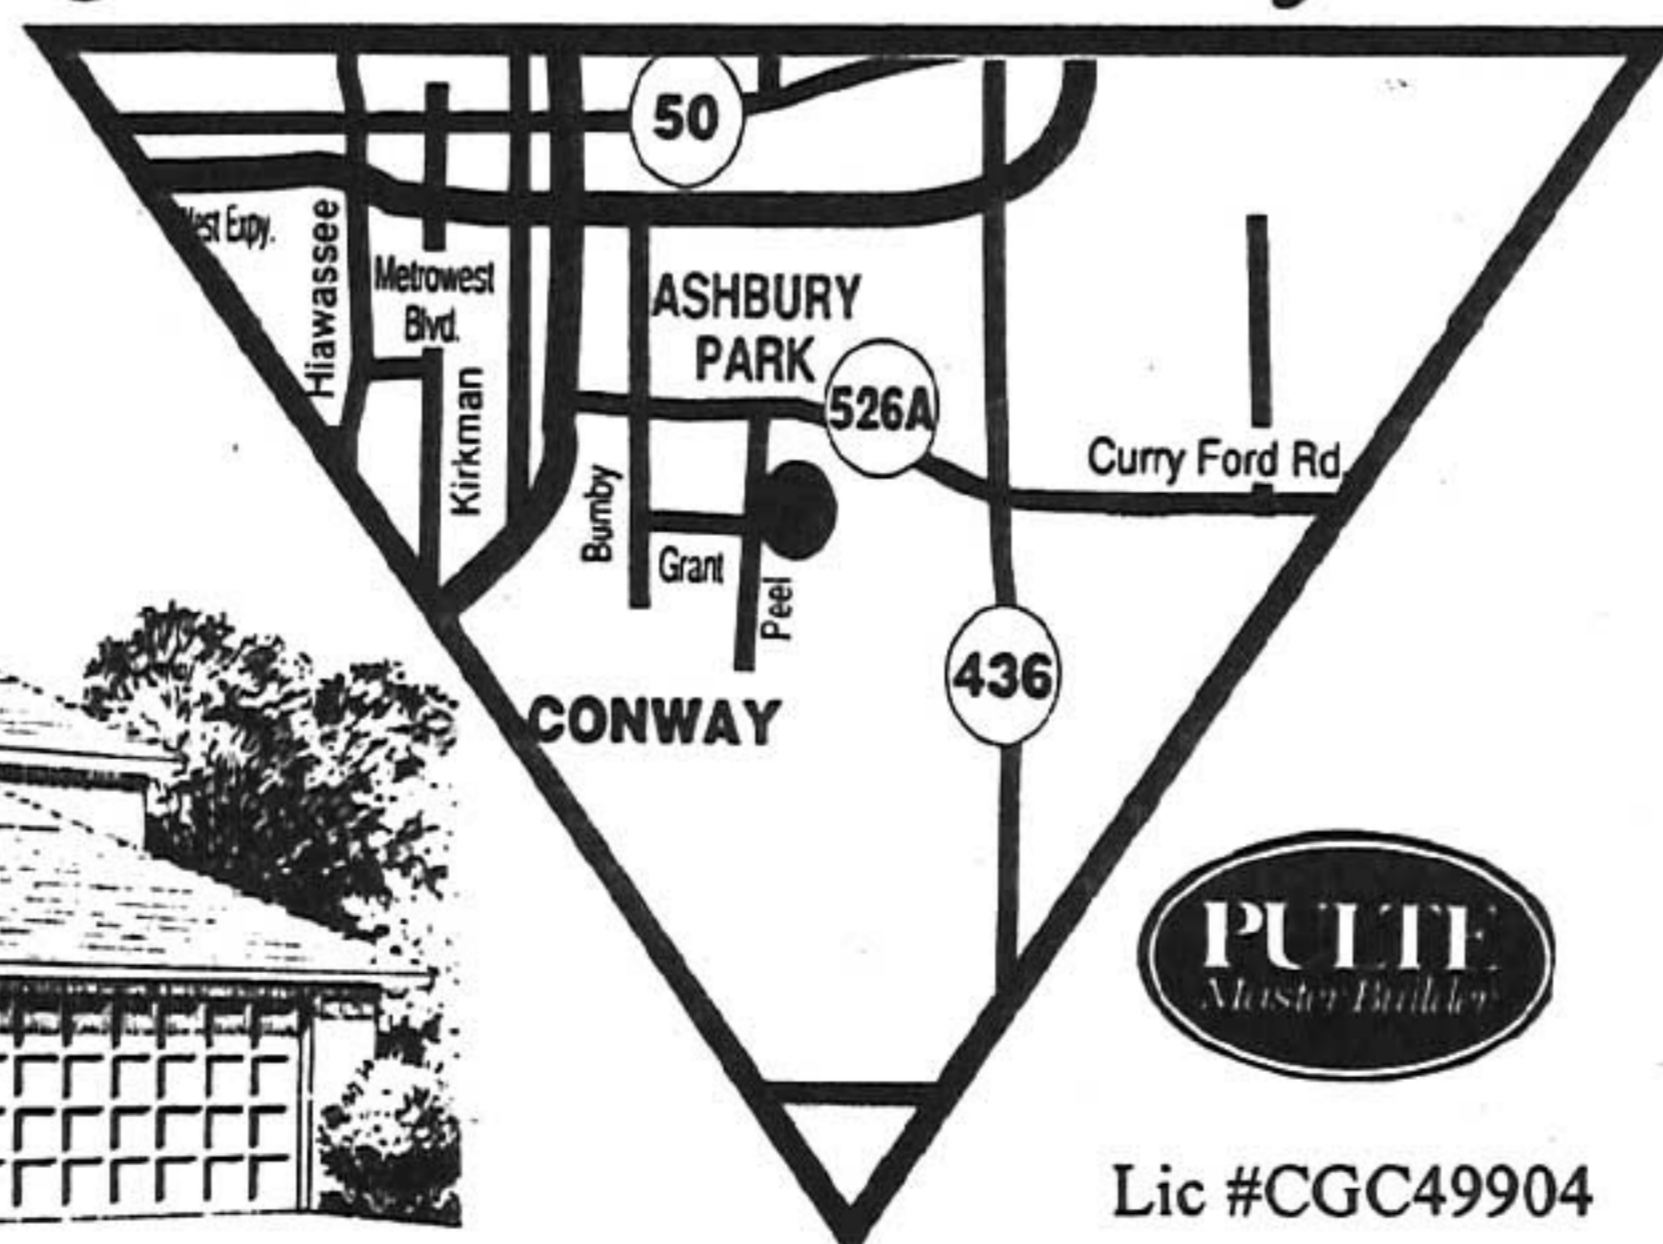 50
West Expy.
Hiawassee
Metrowest
Blvd.
Kirkman
ASHBURY
PARK
526A
Curry Ford Rd.
Bumby
Grant
Peel
436
CONWAY
PULTE
Master Builder
Lic #CGC49904